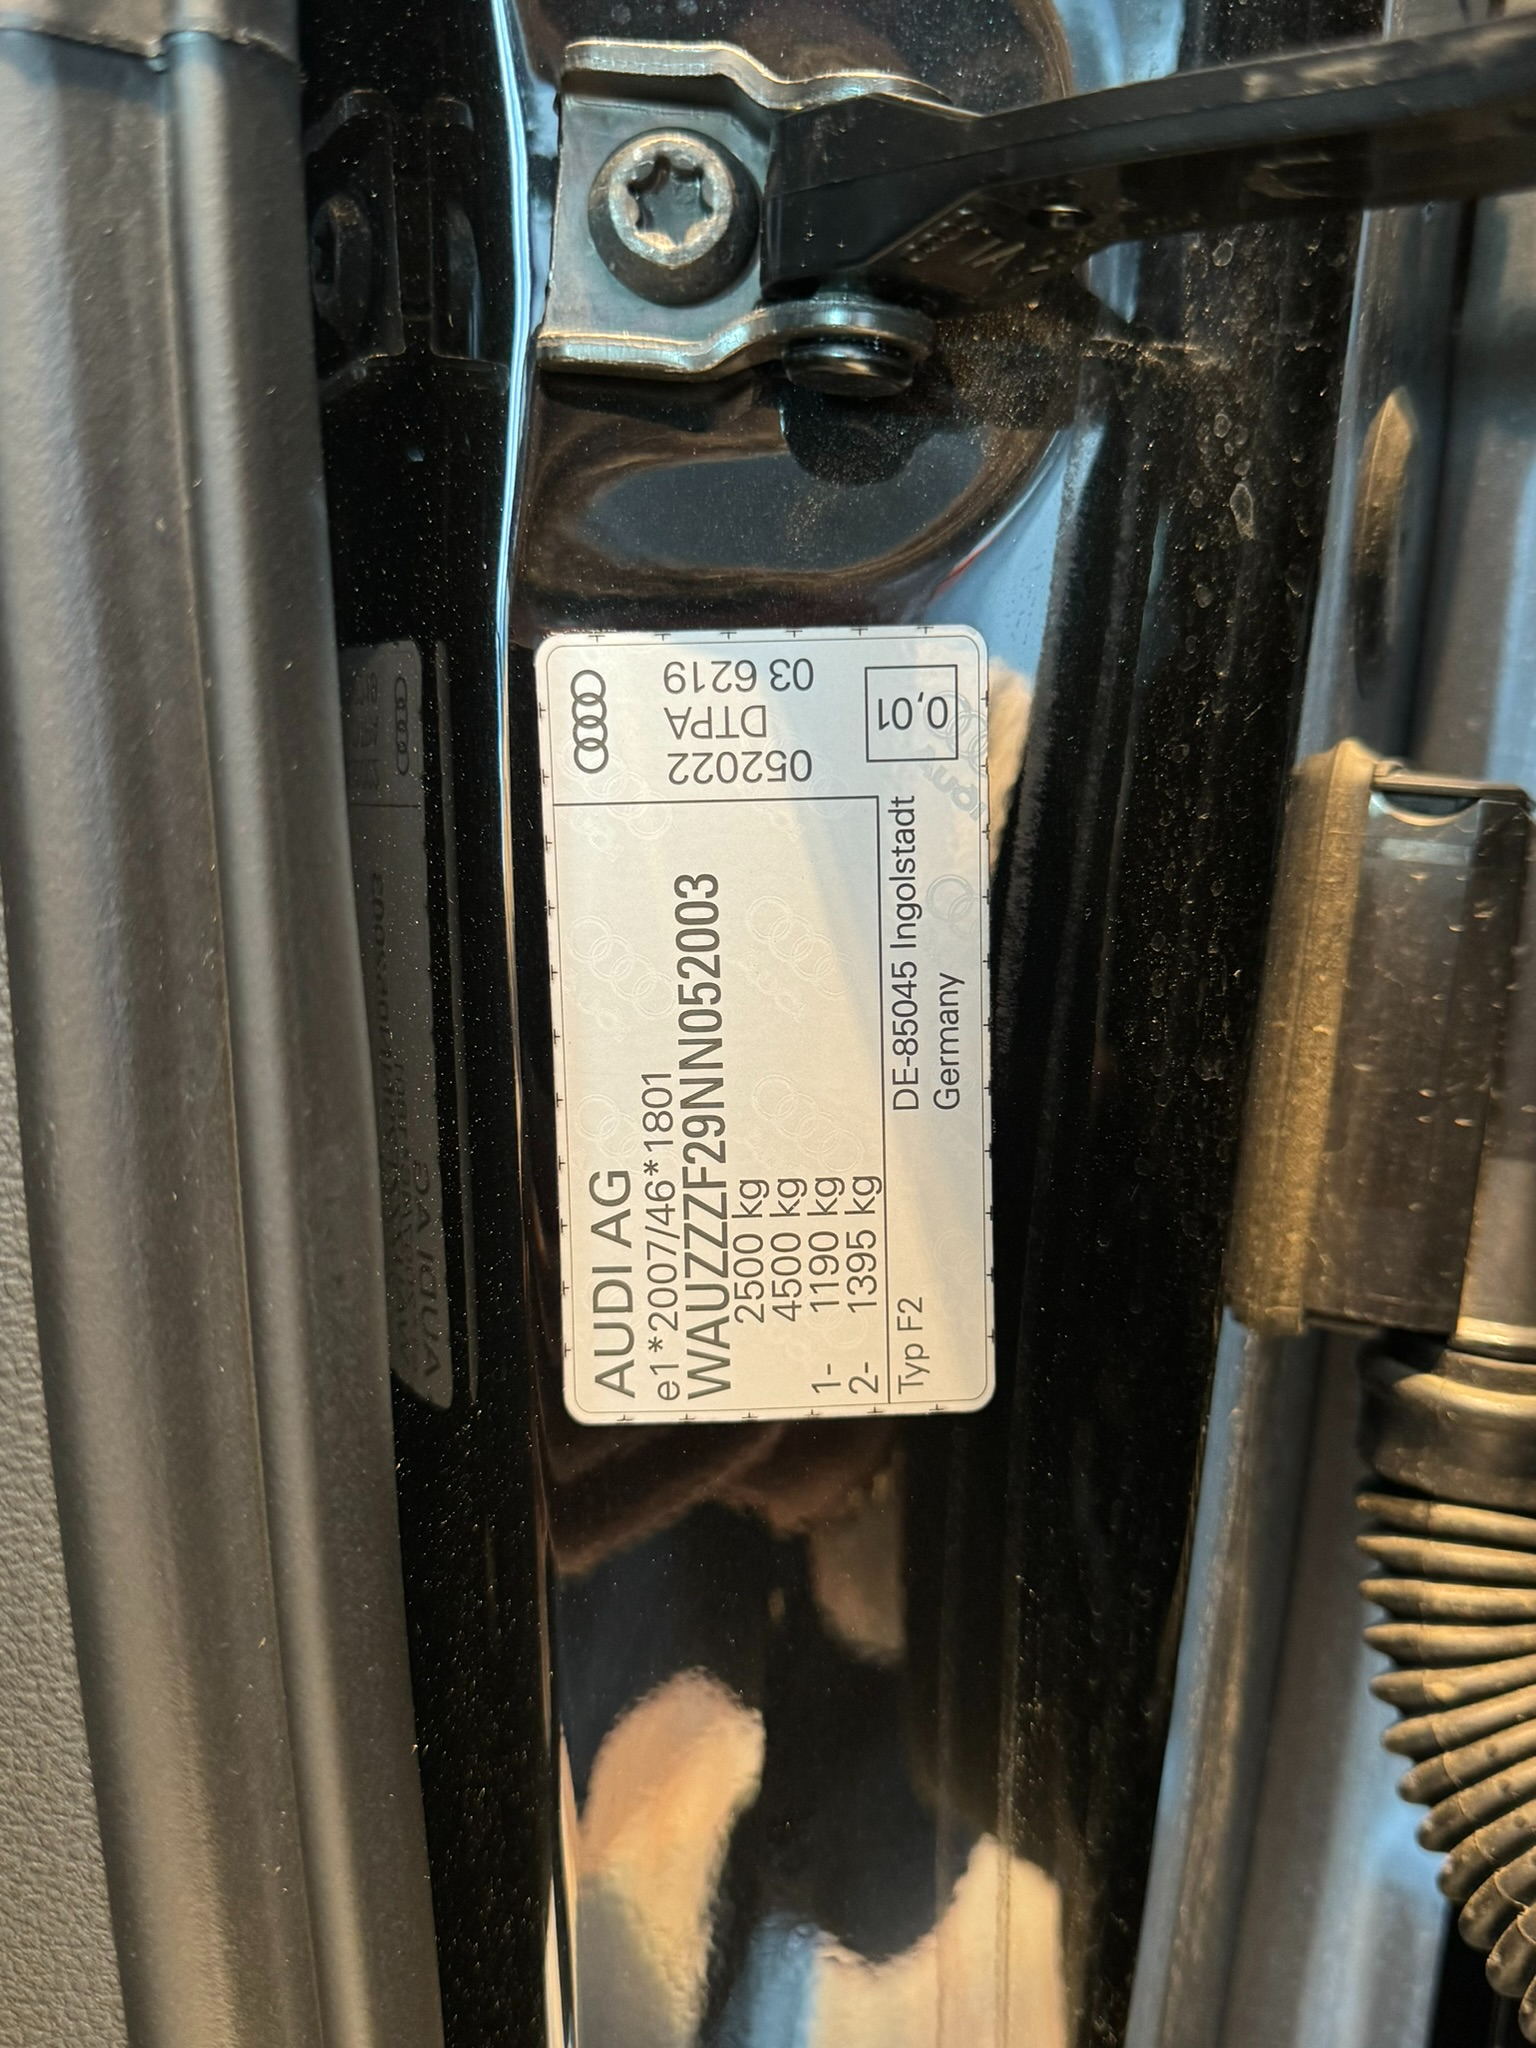 AUDI AG
e1*2007/46*1801
WAUZZZF29NN052003
2500 kg
4500 kg
1- 1190 kg
2- 1395 kg
Typ F2
DE-85045 Ingolstadt
Germany
052022
DTPA
03 6219
0,01